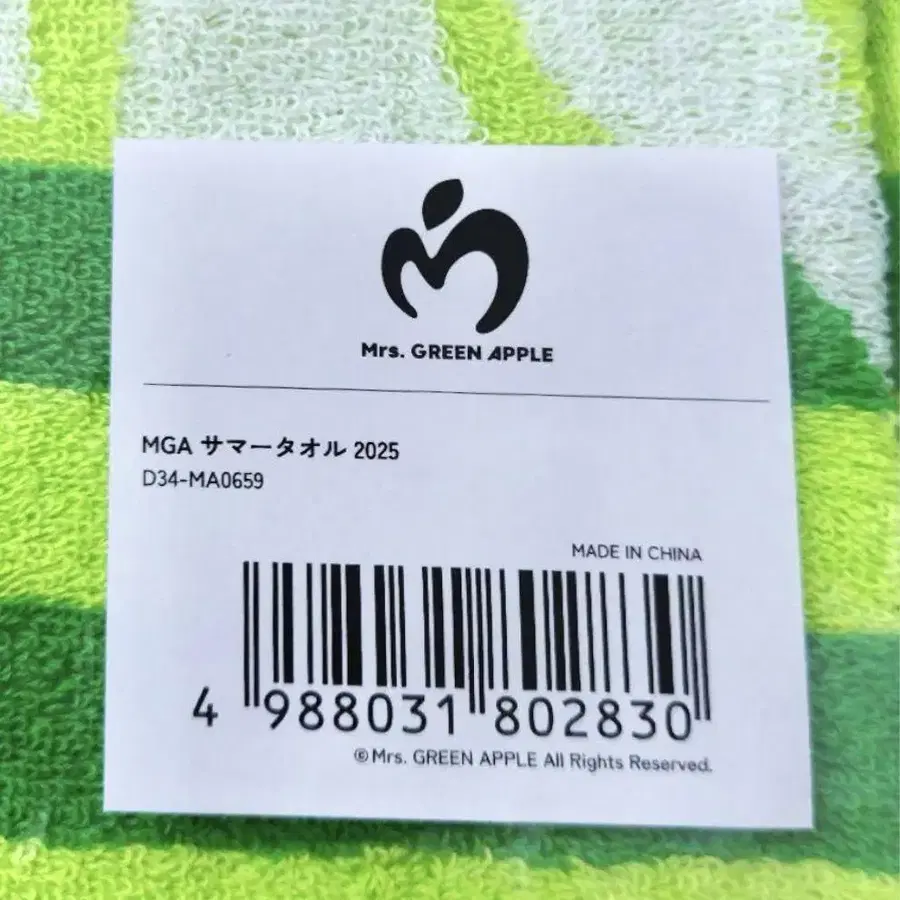 Mrs. GREEN APPLE
MGA サマータオル 2025
D34-MA0659
MADE IN CHINA
4 988031 802830
©Mrs. GREEN APPLE All Rights Reserved.